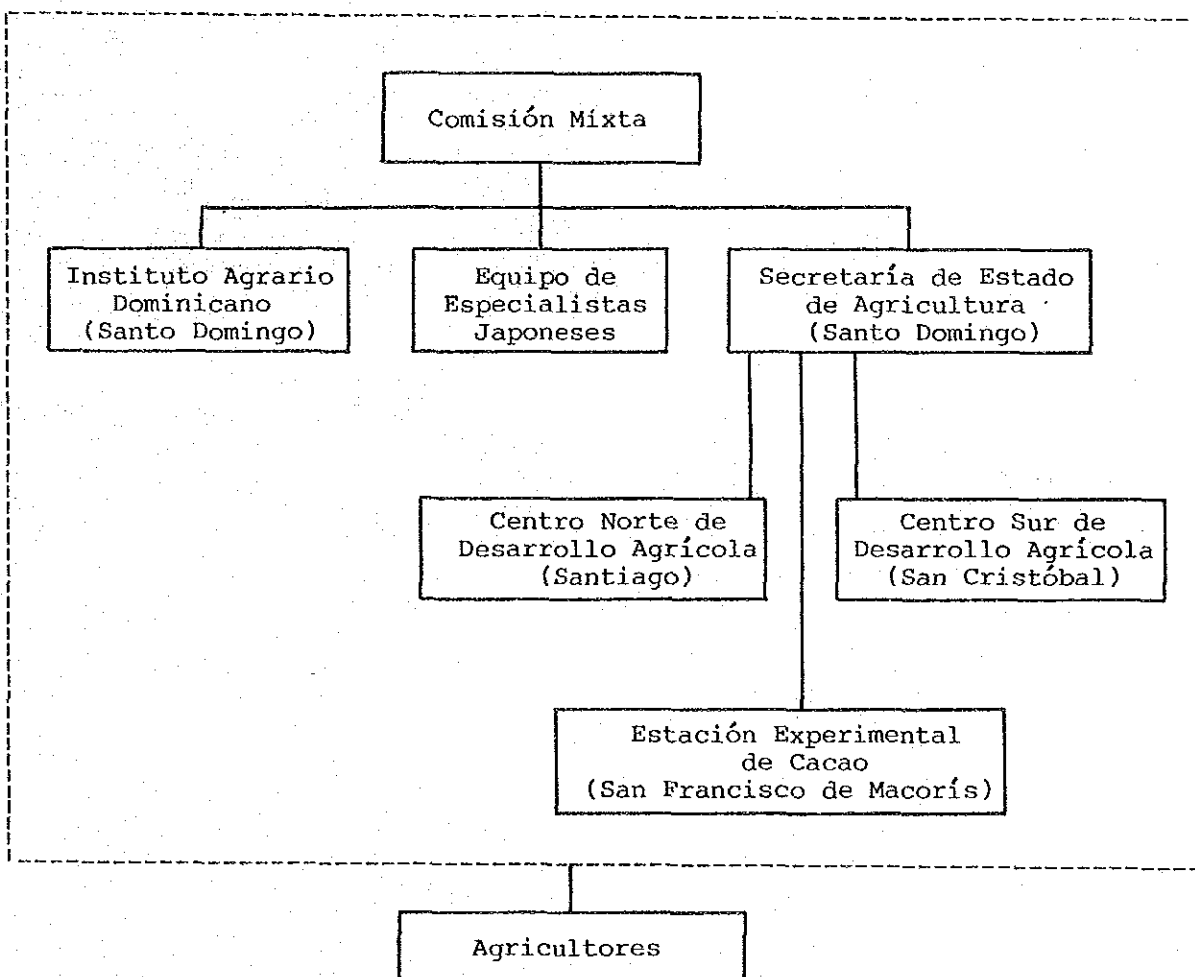 Comisión Mixta
Instituto Agrario
Dominicano
(Santo Domingo)
Equipo de
Especialistas
Japoneses
Secretaría de Estado
de Agricultura
(Santo Domingo)
Centro Norte de
Desarrollo Agrícola
(Santiago)
Centro Sur de
Desarrollo Agrícola
(San Cristóbal)
Estación Experimental
de Cacao
(San Francisco de Macorís)
Agricultores